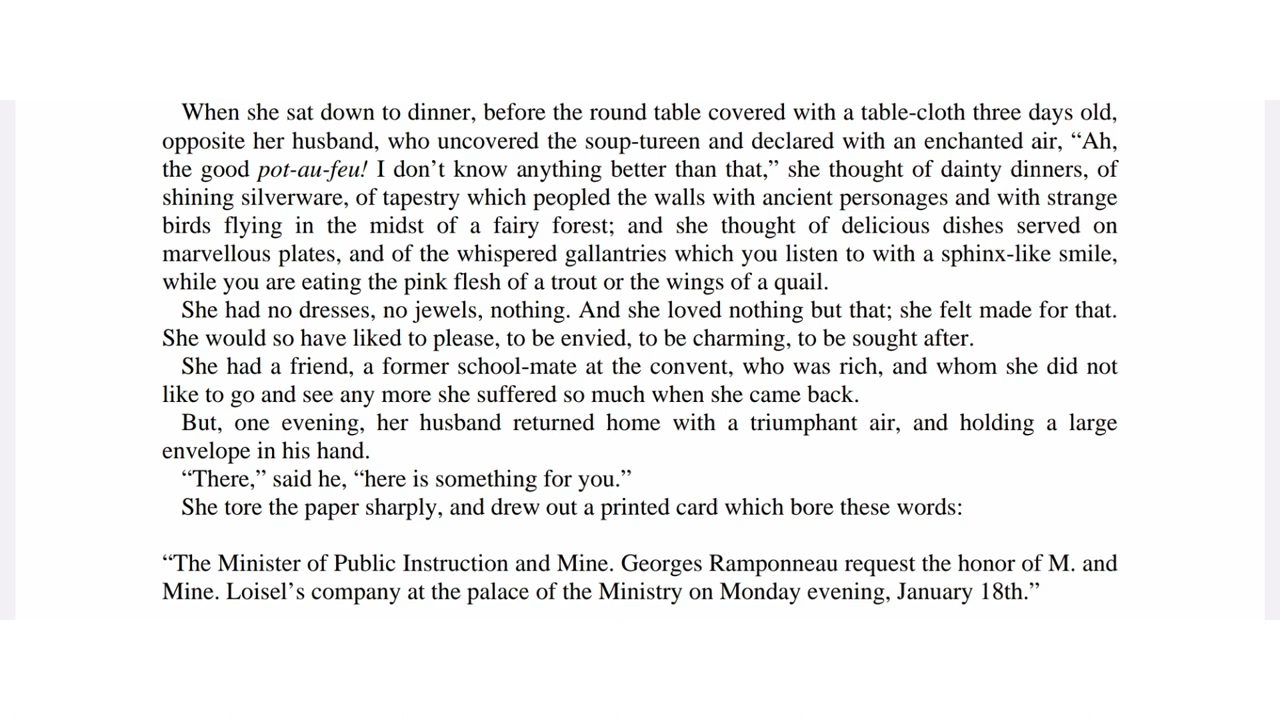 When she sat down to dinner, before the round table covered with a table-cloth three days old,
opposite her husband, who uncovered the soup-tureen and declared with an enchanted air, “Ah,
the good pot-au-feu! I don’t know anything better than that,” she thought of dainty dinners, of
shining silverware, of tapestry which peopled the walls with ancient personages and with strange
birds flying in the midst of a fairy forest; and she thought of delicious dishes served on
marvellous plates, and of the whispered gallantries which you listen to with a sphinx-like smile,
while you are eating the pink flesh of a trout or the wings of a quail.
She had no dresses, no jewels, nothing. And she loved nothing but that; she felt made for that.
She would so have liked to please, to be envied, to be charming, to be sought after.
She had a friend, a former school-mate at the convent, who was rich, and whom she did not
like to go and see any more she suffered so much when she came back.
But, one evening, her husband returned home with a triumphant air, and holding a large
envelope in his hand.
“There,” said he, “here is something for you.”
She tore the paper sharply, and drew out a printed card which bore these words:
“The Minister of Public Instruction and Mine. Georges Ramponneau request the honor of M. and
Mine. Loisel’s company at the palace of the Ministry on Monday evening, January 18th.”